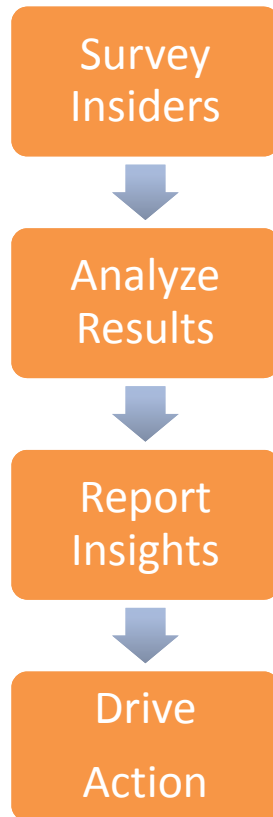 Survey
Insiders
Analyze
Results
Report
Insights
Drive
Action